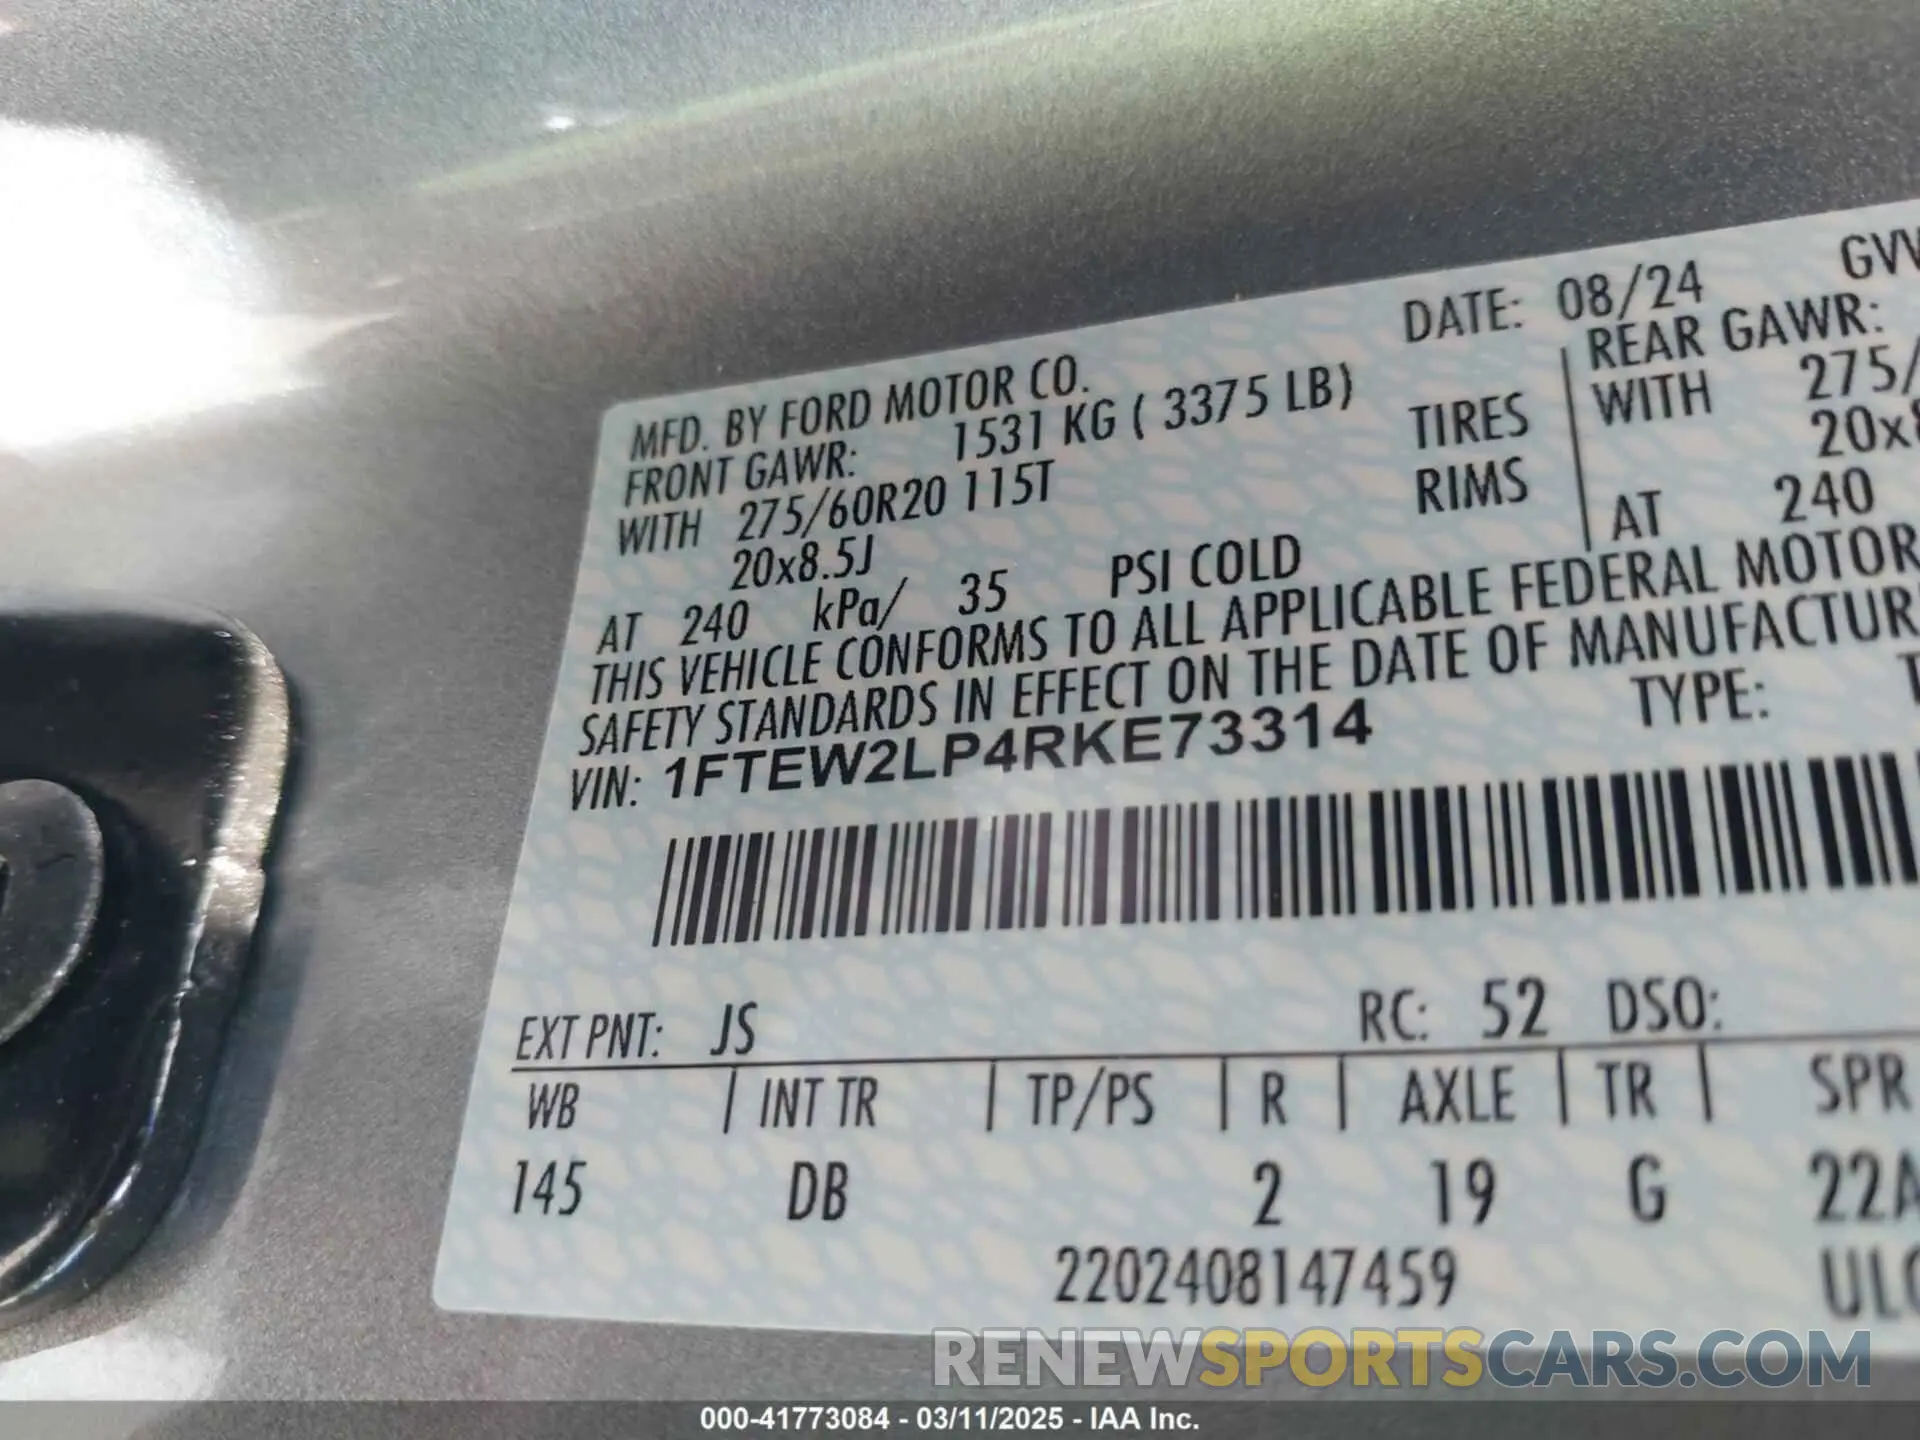 DATE: 08/24
MFD. BY FORD MOTOR CO.
FRONT GAWR: 1531 KG ( 3375 LB)
REAR GAWR:
WITH 275/60R20 115T TIRES
WITH 275/
20x8.5J RIMS
AT 240 kPa/ 35 PSI COLD
AT 240
THIS VEHICLE CONFORMS TO ALL APPLICABLE FEDERAL MOTOR
SAFETY STANDARDS IN EFFECT ON THE DATE OF
VIN: 1FTEW2LP4RKE73314 TYPE:
EXT PNT: JS RC: 52 DSO:
WB | INT TR | TP/PS | R | AXLE | TR | SPR
145 DB 2 19 G 22A
2202408147459
RENEWSPORTSCARS.COM
000-41773084 - 03/11/2025 - IAA Inc.